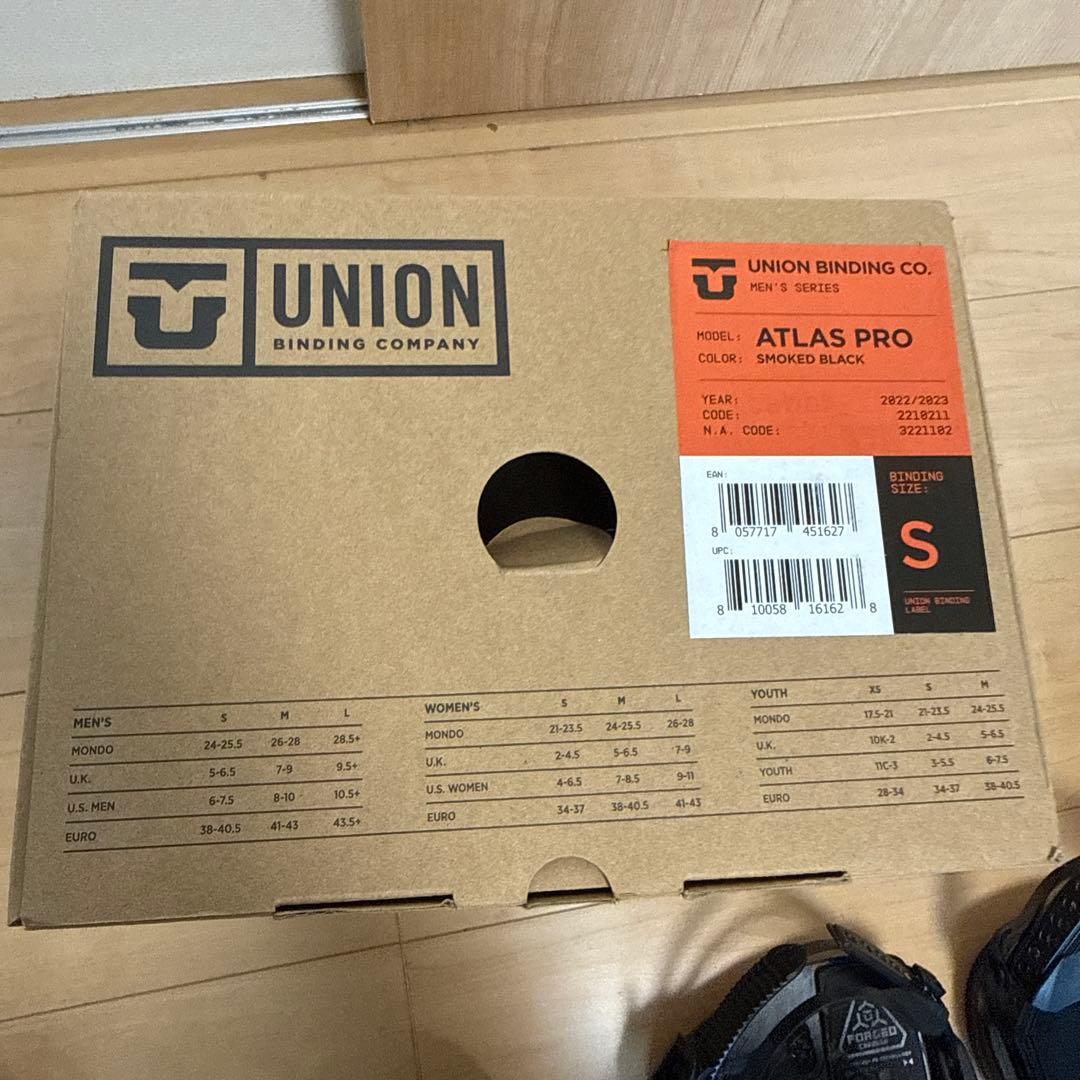 UNION
BINDING COMPANY
UNION BINDING CO.
MEN'S SERIES
MODEL: ATLAS PRO
COLOR: SMOKED BLACK
YEAR: 2022/2023
CODE: 2210211
N.A. CODE: 3221102
EAN:
8 057717 451627
UPC:
8 10058 16162 8
BINDING
SIZE:
S
UNION BINDING
LABEL
MEN'S S M L
MONDO 24-25.5 26-28 28.5+
U.K. 5-6.5 7-9 9.5+
U.S. MEN 6-7.5 8-10 10.5+
EURO 38-40.5 41-43 43.5+
WOMEN'S S M L
MONDO 21-23.5 24-25.5 26-28
U.K. 2-4.5 5-6.5 7-9
U.S. WOMEN 4-6.5 7-8.5 9-11
EURO 34-37 38-40.5 41-43
YOUTH XS S M
MONDO 17.5-21 21-23.5 24-25.5
U.K. 10K-2 2-4.5 5-6.5
YOUTH 11C-3 3-5.5 6-7.5
EURO 28-34 34-37 38-40.5
FORGED